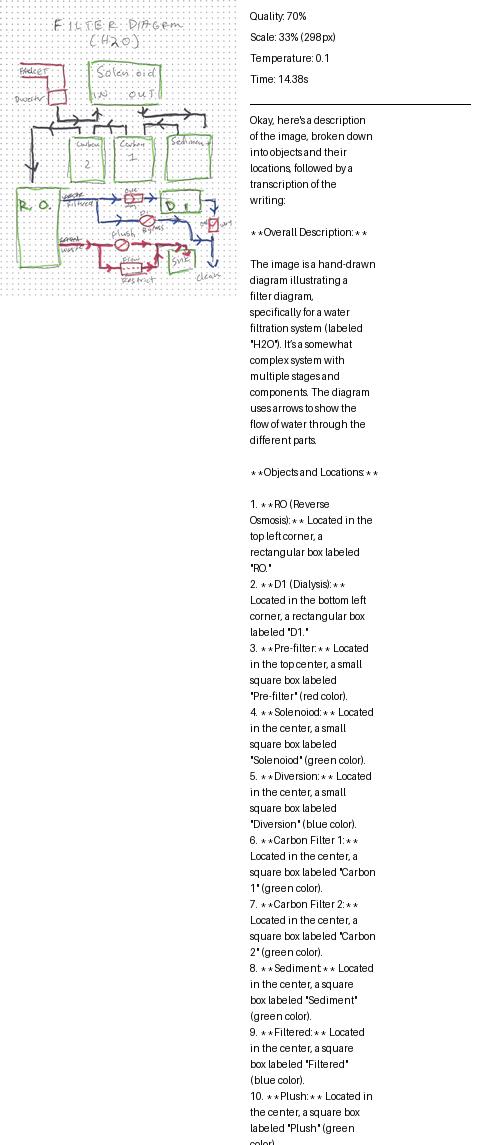 FILTER DIAGRAM
(H2O)
FAUCET
Solenoid
IN OUT
Carbon
2
Carbon
1
Sediment
R.O.
Filtered
D1
Flush
Bypass
waste
Flow
Restrict
Sink
Clean
Quality: 70%
Scale: 33% (298px)
Temperature: 0.1
Time: 14.38s
Okay, here's a description
of the image, broken down
into objects and their
locations, followed by a
transcription of the
writing:
**Overall Description:**
The image is a hand-drawn
diagram illustrating a
filter diagram,
specifically for a water
filtration system (labeled
"H2O"). It's a somewhat
complex system with
multiple stages and
components. The diagram
uses arrows to show the
flow of water through the
different parts.
**Objects and Locations:**
1. **RO (Reverse
Osmosis):** Located in the
top left corner, a
rectangular box labeled
"RO."
2. **D1 (Dialysis):**
Located in the bottom left
corner, a rectangular box
labeled "D1."
3. **Pre-filter:** Located
in the top center, a small
square box labeled
"Pre-filter" (red color).
4. **Solenoiod:** Located
in the center, a small
square box labeled
"Solenoiod" (green color).
5. **Diversion:** Located
in the center, a small
square box labeled
"Diversion" (blue color).
6. **Carbon Filter 1:**
Located in the center, a
square box labeled "Carbon
1" (green color).
7. **Carbon Filter 2:**
Located in the center, a
square box labeled "Carbon
2" (green color).
8. **Sediment:** Located
in the center, a square
box labeled "Sediment"
(green color).
9. **Filtered:** Located
in the center, a square
box labeled "Filtered"
(blue color).
10. **Plush:** Located in
the center, a square box
labeled "Plush" (green
color).